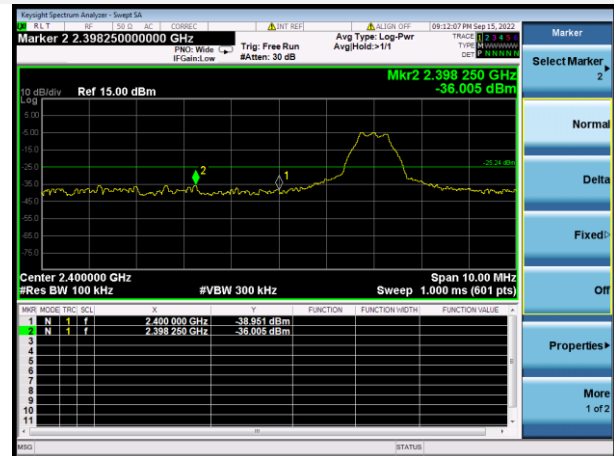 Keysight Spectrum Analyzer - Swept SA
RL T RF 50 Ω AC CORREC INT REF ALIGN OFF 09:12:07 PM Sep 15, 2022
Marker 2 2.398250000000 GHz
PNO: Wide
IFGain:Low
Trig: Free Run
#Atten: 30 dB
Avg Type: Log-Pwr
Avg|Hold:>1/1
TRACE 1 2 3 4 5 6
TYPE M W W W W W
DET P N N N N N
Mkr2 2.398 250 GHz
-36.005 dBm
10 dB/div Ref 15.00 dBm
Log
5.00
-5.00
-15.0
-25.0
-35.0
-45.0
-55.0
-65.0
-75.0
-25.24 dBm
2
1
Center 2.400000 GHz Span 10.00 MHz
#Res BW 100 kHz #VBW 300 kHz Sweep 1.000 ms (601 pts)
MKR MODE TRC SCL X Y FUNCTION FUNCTION WIDTH FUNCTION VALUE
1 N 1 f 2.400 000 GHz -38.951 dBm
2 N 1 f 2.398 250 GHz -36.005 dBm
3
4
5
6
7
8
9
10
11
MSG STATUS
Marker
Select Marker
2
Normal
Delta
Fixed
Off
Properties
More
1 of 2